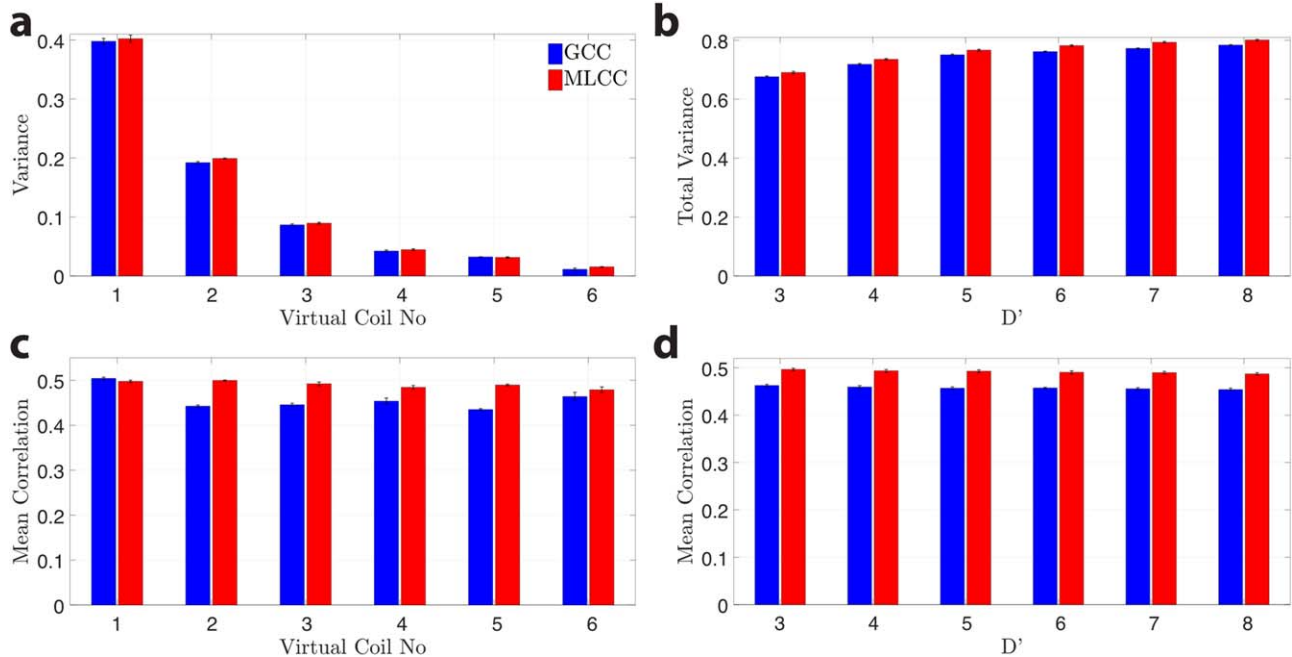 a
0.4
0.3
0.2
0.1
0
Variance
GCC
MLCC
1 2 3 4 5 6
Virtual Coil No
b
0.8
0.6
0.4
0.2
0
Total Variance
3 4 5 6 7 8
D'
c
0.5
0.4
0.3
0.2
0.1
0
Mean Correlation
1 2 3 4 5 6
Virtual Coil No
d
0.5
0.4
0.3
0.2
0.1
0
Mean Correlation
3 4 5 6 7 8
D'